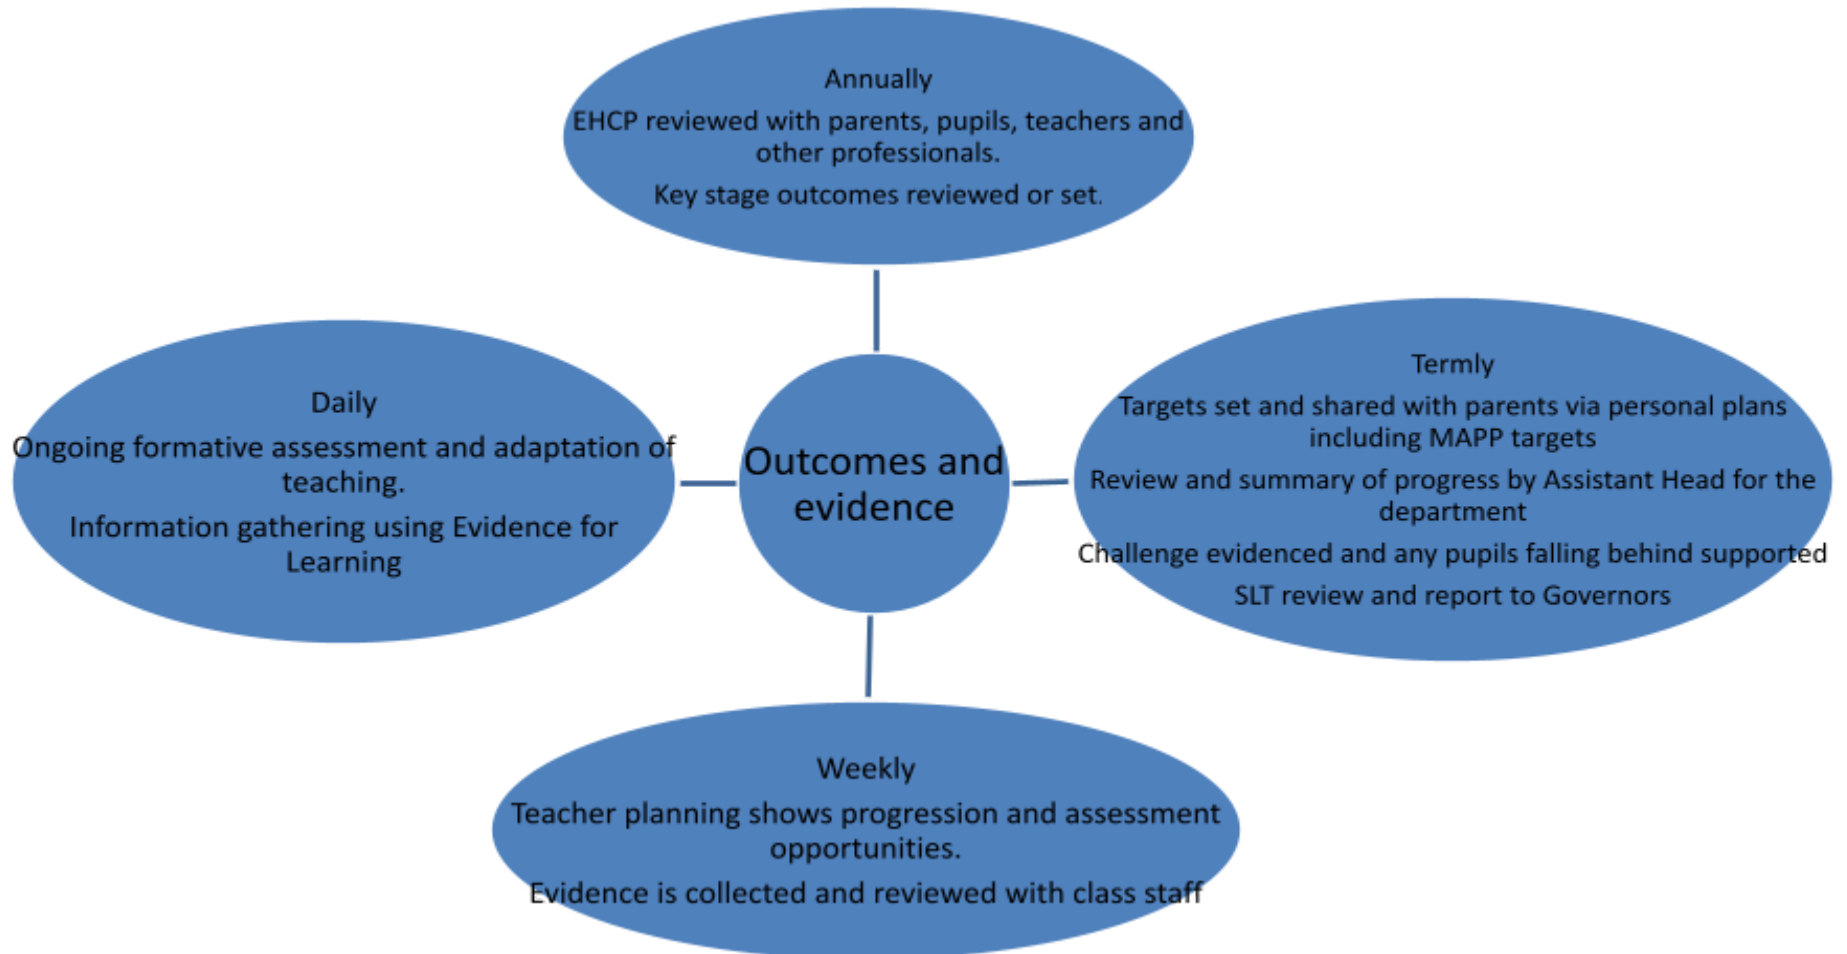 Annually
EHCP reviewed with parents, pupils, teachers and
other professionals.
Key stage outcomes reviewed or set.
Termly
Targets set and shared with parents via personal plans
including MAPP targets
Review and summary of progress by Assistant Head for the
department
Challenge evidenced and any pupils falling behind supported
SLT review and report to Governors
Daily
Ongoing formative assessment and adaptation of
teaching.
Information gathering using Evidence for
Learning
Outcomes and
evidence
Weekly
Teacher planning shows progression and assessment
opportunities.
Evidence is collected and reviewed with class staff